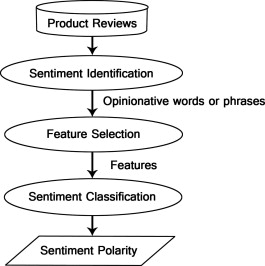 Product Reviews
Sentiment Identification
Opinionative words or phrases
Feature Selection
Features
Sentiment Classification
Sentiment Polarity